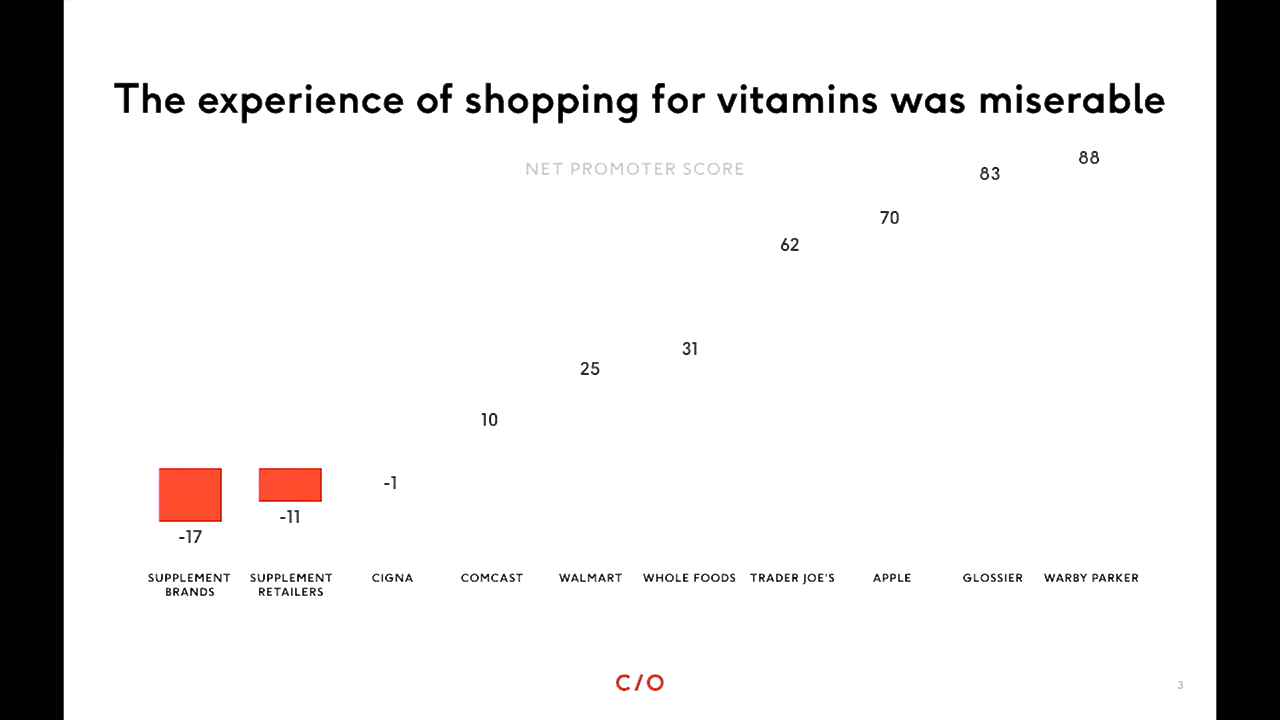 The experience of shopping for vitamins was miserable
NET PROMOTER SCORE
88
83
70
62
31
25
10
-1
-11
-17
SUPPLEMENT BRANDS
SUPPLEMENT RETAILERS
CIGNA
COMCAST
WALMART
WHOLE FOODS
TRADER JOE'S
APPLE
GLOSSIER
WARBY PARKER
C/O
3